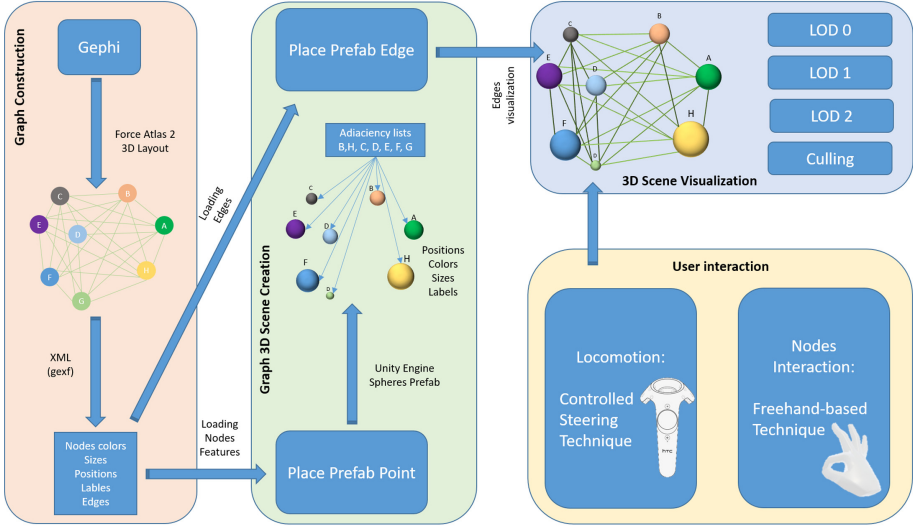 Graph Construction
Gephi
Force Atlas 2
3D Layout
C
B
E
D
A
F
H
G
XML
(gexf)
Nodes colors
Sizes
Positions
Lables
Edges
Loading
Edges
Loading
Nodes
Features
Graph 3D Scene Creation
Place Prefab Edge
Adiaciency lists
B,H, C, D, E, F, G
C
B
E
D
A
F
H
D
Positions
Colors
Sizes
Labels
Unity Engine
Spheres Prefab
Place Prefab Point
Edges
visualization
C
B
E
D
A
F
H
D
LOD 0
LOD 1
LOD 2
Culling
3D Scene Visualization
User interaction
Locomotion:
Controlled
Steering
Technique
htc
Nodes
Interaction:
Freehand-based
Technique